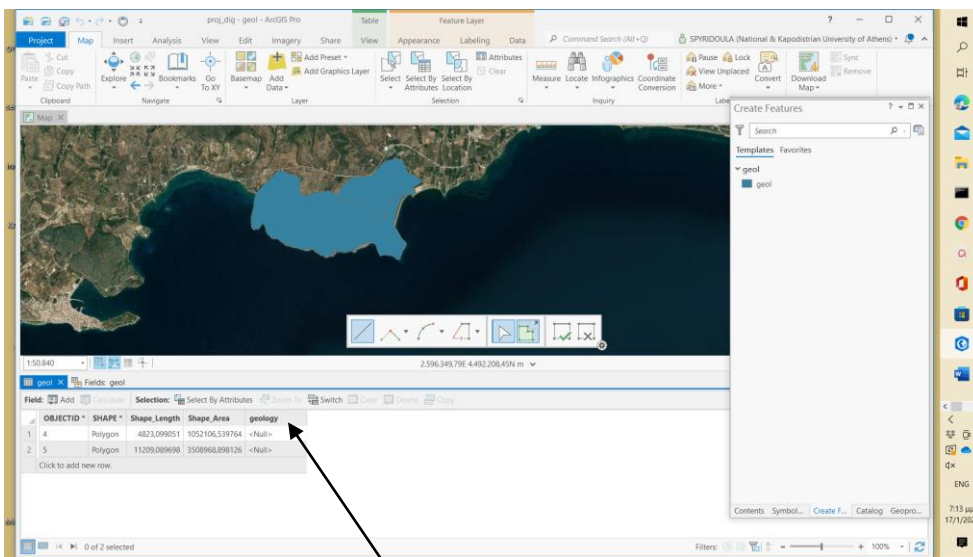 proj_dig - geol - ArcGIS Pro
Table
Feature Layer
?
Project Map Insert Analysis View Edit Imagery Share View Appearance Labeling Data
Command Search (Alt+Q)
SPYRIDOULA (National & Kapodistrian University of Athens)
Paste
Cut
Copy
Copy Path
Clipboard
Explore
Bookmarks
Go To XY
Navigate
Basemap
Add Data
Add Preset
Add Graphics Layer
Layer
Select
Select By Attributes
Select By Location
Attributes
Clear
Selection
Measure
Locate
Infographics
Coordinate Conversion
Inquiry
Pause
Lock
View Unplaced
More
Convert
Download Map
Sync
Remove
Map
Create Features
?
Search
Templates Favorites
geol
geol
1:50.840
2.596.349,79E 4.492.208,45N m
geol Fields: geol
Field: Add Calculate Selection: Select By Attributes Zoom To Switch Clear Delete Copy
OBJECTID * SHAPE * Shape_Length Shape_Area geology
1 4 Polygon 4823,099051 1052106,539764 <Null>
2 5 Polygon 11209,089698 3508968,898126 <Null>
Click to add new row.
Contents Symbol... Create F... Catalog Geopro...
0 of 2 selected
Filters:
100%
ENG
7:13 μμ
17/1/202